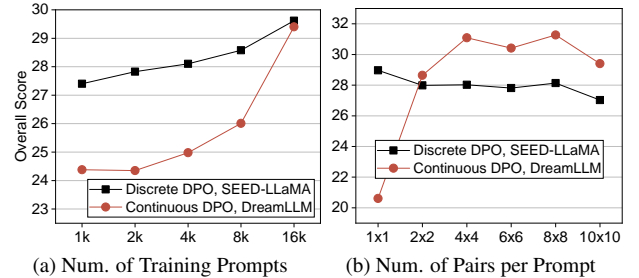 30
29
28
27
26
25
24
23
Overall Score
1k 2k 4k 8k 16k
Discrete DPO, SEED-LLaMA
Continuous DPO, DreamLLM
(a) Num. of Training Prompts
32
30
28
26
24
22
20
1x1 2x2 4x4 6x6 8x8 10x10
Discrete DPO, SEED-LLaMA
Continuous DPO, DreamLLM
(b) Num. of Pairs per Prompt